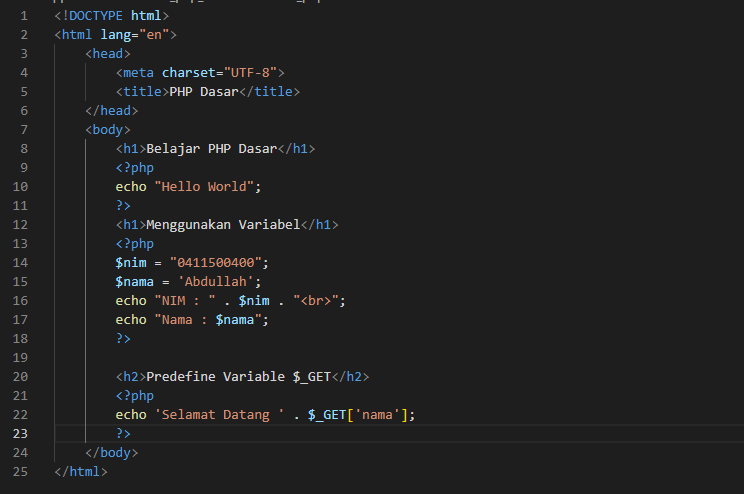 1 <!DOCTYPE html>
2 <html lang="en">
3 <head>
4 <meta charset="UTF-8">
5 <title>PHP Dasar</title>
6 </head>
7 <body>
8 <h1>Belajar PHP Dasar</h1>
9 <?php
10 echo "Hello World";
11 ?>
12 <h1>Menggunakan Variabel</h1>
13 <?php
14 $nim = "0411500400";
15 $nama = 'Abdullah';
16 echo "NIM : " . $nim . "<br>";
17 echo "Nama : $nama";
18 ?>
19
20 <h2>Predefine Variable $_GET</h2>
21 <?php
22 echo 'Selamat Datang ' . $_GET['nama'];
23 ?>
24 </body>
25 </html>